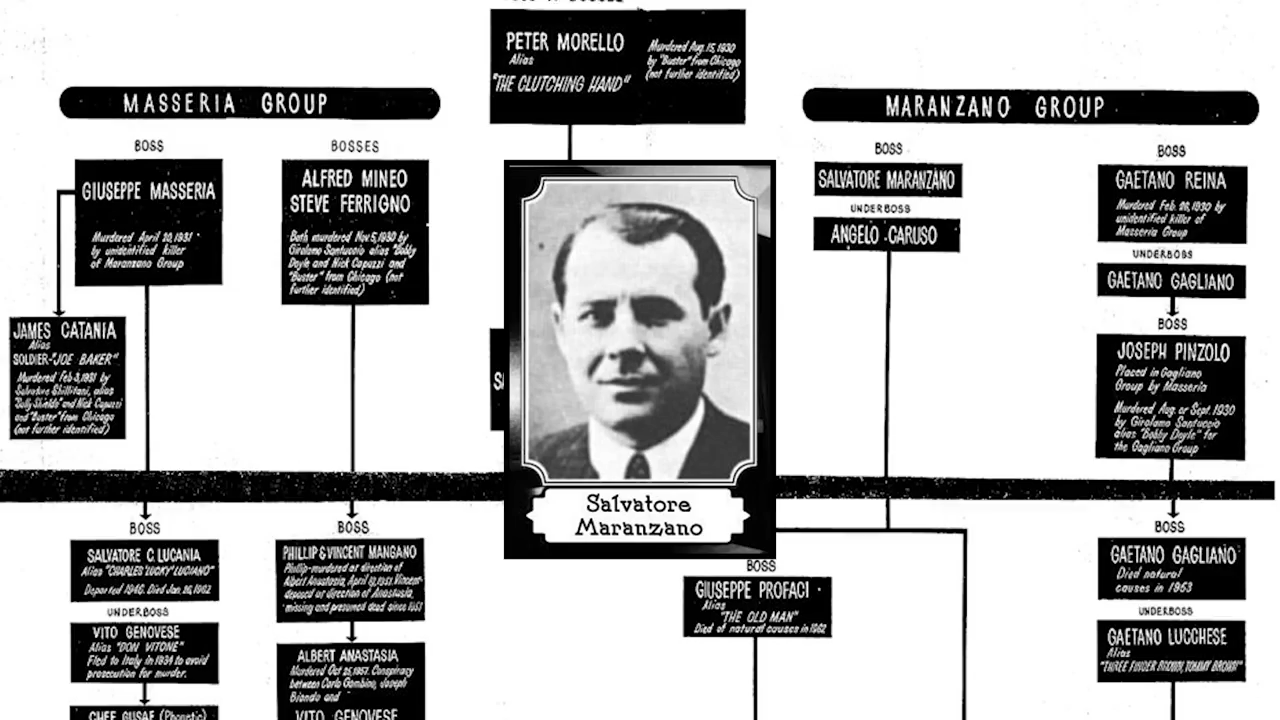 PETER MORELLO
Alias
"THE CLUTCHING HAND"
Murdered Aug. 15, 1930
by "Buster" from Chicago
(not further identified)
MASSERIA GROUP
BOSS
GIUSEPPE MASSERIA
Murdered April 20, 1931
by unidentified killer
of Maranzano Group
JAMES CATANIA
Alias
SOLDIER-"JOE BAKER"
Murdered Feb 3, 1931 by
Salvatore Shillitani, alias
"Sally Shields" and Nick Capuzzi
and "Buster" from Chicago
(not further identified)
BOSSES
ALFRED MINEO
STEVE FERRIGNO
Both murdered Nov. 5, 1930 by
Girolamo Santuccio alias "Bobby
Doyle and Nick Capuzzi and
"Buster" from Chicago (not
further identified)
MARANZANO GROUP
BOSS
SALVATORE MARANZANO
UNDERBOSS
ANGELO CARUSO
BOSS
GAETANO REINA
Murdered Feb. 26, 1930 by
unidentified killer of
Masseria Group
UNDERBOSS
GAETANO GAGLIANO
BOSS
JOSEPH PINZOLO
Placed in Gagliano
Group by Masseria
Murdered Aug. or Sept. 1930
by Girolamo Santuccio
alias "Bobby Doyle" for
the Gagliano Group
Salvatore
Maranzano
BOSS
SALVATORE C. LUCANIA
Alias "CHARLES 'LUCKY' LUCIANO"
Deported 1946. Died Jan. 26, 1962
UNDERBOSS
VITO GENOVESE
Alias "DON VITONE"
Fled to Italy in 1934 to avoid
prosecution for murder.
CHEE GUSAE (Phonetic)
BOSS
PHILLIP & VINCENT MANGANO
Phillip-murdered at direction of
Albert Anastasia, April 19, 1951. Vincent-
deposed at direction of Anastasia,
missing and presumed dead since 1951
ALBERT ANASTASIA
Murdered Oct 25, 1957. Conspiracy
between Carlo Gambino, Joseph
Biondo and
VITO GENOVESE
BOSS
GIUSEPPE PROFACI
Alias
"THE OLD MAN"
Died of natural causes in 1962
BOSS
GAETANO GAGLIANO
Died natural
causes in 1953
UNDERBOSS
GAETANO LUCCHESE
Alias
"THREE FINGER BROWN, TOMMY BROWN"